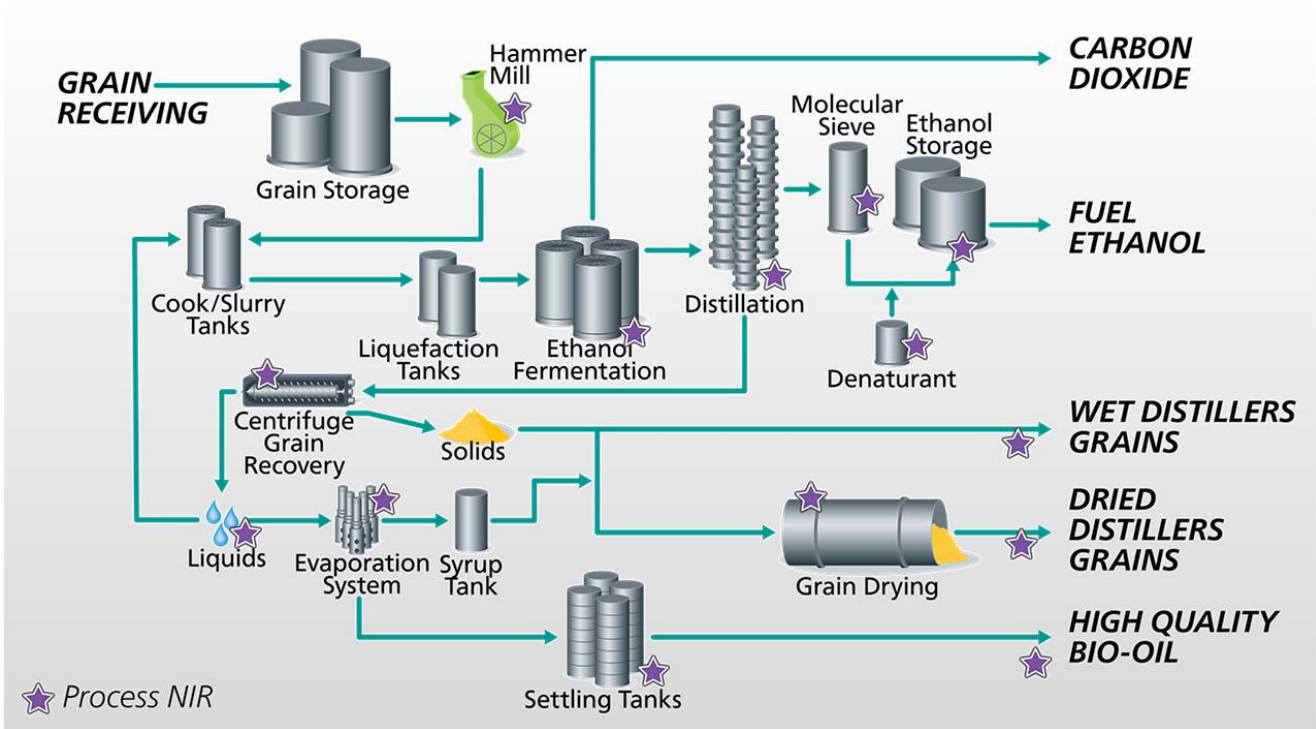 GRAIN
RECEIVING
Grain Storage
Hammer
Mill
CARBON
DIOXIDE
Molecular
Sieve
Ethanol
Storage
FUEL
ETHANOL
Cook/Slurry
Tanks
Liquefaction
Tanks
Ethanol
Fermentation
Distillation
Denaturant
Centrifuge
Grain
Recovery
Solids
WET DISTILLERS
GRAINS
Liquids
Evaporation
System
Syrup
Tank
Grain Drying
DRIED
DISTILLERS
GRAINS
Settling Tanks
HIGH QUALITY
BIO-OIL
Process NIR